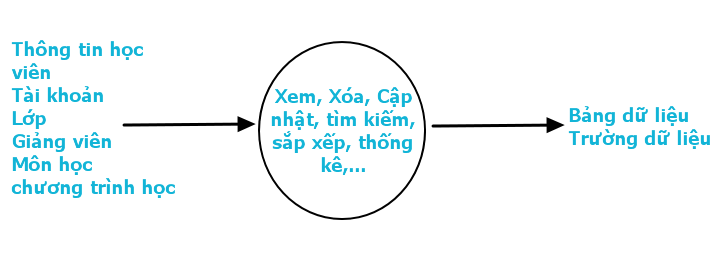 Thông tin học
viên
Tài khoản
Lớp
Giảng viên
Môn học
chương trình học
Xem, Xóa, Cập
nhật, tìm kiếm,
sắp xếp, thống
kê,...
Bảng dữ liệu
Trường dữ liệu